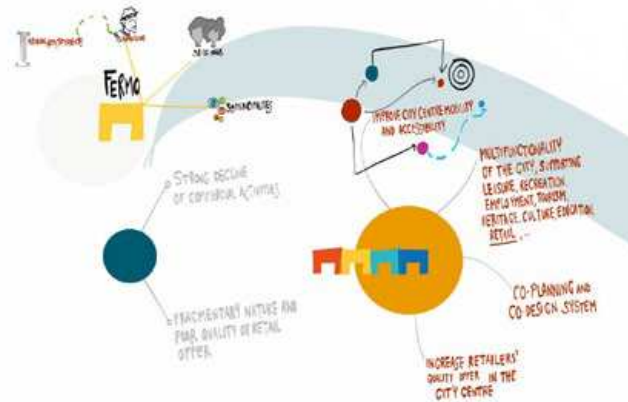 FERMO
STRONG DECLINE
OF COMMERCIAL ACTIVITIES
FRAGMENTARY NATURE AND
POOR QUALITY OF RETAIL
OFFER
IMPROVE CITY CENTRE MOBILITY
AND ACCESSIBILITY
MULTIFUNCTIONALITY
OF THE CITY, SUPPORTING
LEISURE, RECREATION
EMPLOYMENT, TOURISM,
HERITAGE, CULTURE, EDUCATION,
RETAIL, ...
CO-PLANNING AND
CO-DESIGN SYSTEM
INCREASE RETAILERS'
QUALITY OFFER IN THE
CITY CENTRE